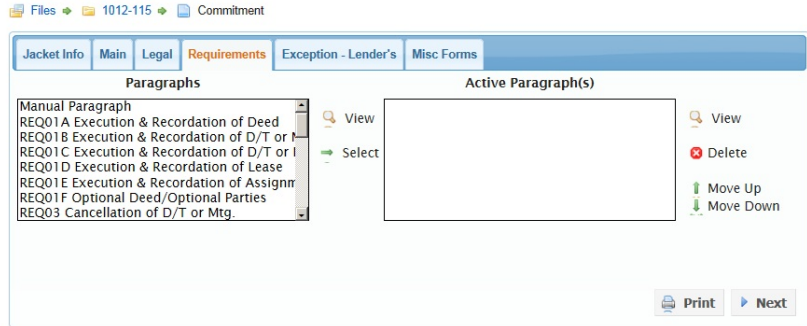 Files 1012-115 Commitment
Jacket Info Main Legal Requirements Exception - Lender's Misc Forms
Paragraphs Active Paragraph(s)
Manual Paragraph
REQ01A Execution & Recordation of Deed
REQ01B Execution & Recordation of D/T or
REQ01C Execution & Recordation of D/T or
REQ01D Execution & Recordation of Lease
REQ01E Execution & Recordation of Assignm
REQ01F Optional Deed/Optional Parties
REQ03 Cancellation of D/T or Mtg.
View
Select
View
Delete
Move Up
Move Down
Print Next